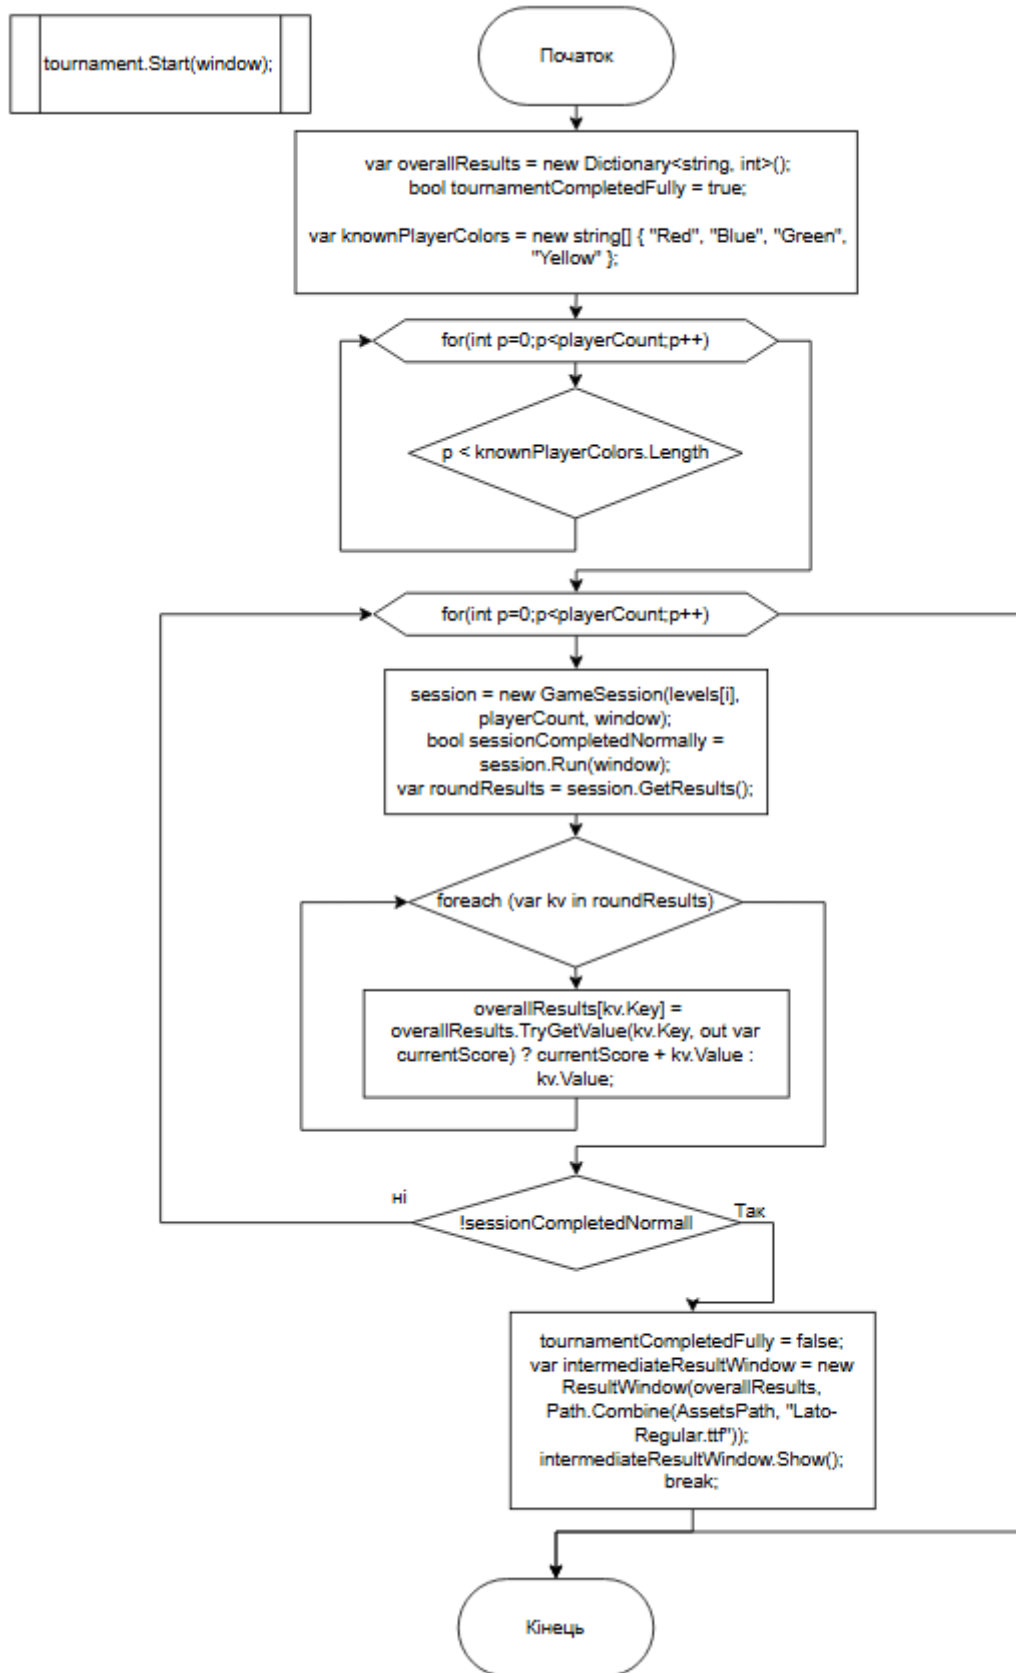 tournament.Start(window);
Початок
var overallResults = new Dictionary<string, int>();
bool tournamentCompletedFully = true;
var knownPlayerColors = new string[] { "Red", "Blue", "Green",
"Yellow" };
for(int p=0;p<playerCount;p++)
p < knownPlayerColors.Length
for(int p=0;p<playerCount;p++)
session = new GameSession(levels[i],
playerCount, window);
bool sessionCompletedNormally =
session.Run(window);
var roundResults = session.GetResults();
foreach (var kv in roundResults)
overallResults[kv.Key] =
overallResults.TryGetValue(kv.Key, out var
currentScore) ? currentScore + kv.Value :
kv.Value;
ні
Так
!sessionCompletedNormall
tournamentCompletedFully = false;
var intermediateResultWindow = new
ResultWindow(overallResults,
Path.Combine(AssetsPath, "Lato-
Regular.ttf"));
intermediateResultWindow.Show();
break;
Кінець